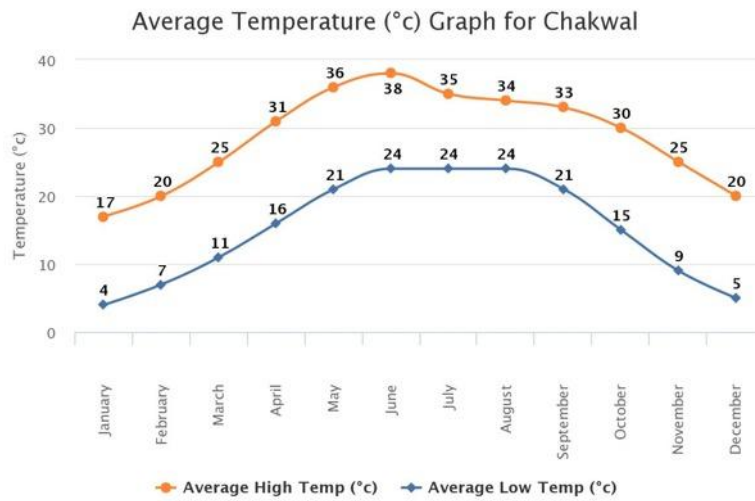 Average Temperature (°c) Graph for Chakwal
Temperature (°c)
40
30
20
10
0
17
20
25
31
36
38
35
34
33
30
25
20
4
7
11
16
21
24
24
24
21
15
9
5
January
February
March
April
May
June
July
August
September
October
November
December
Average High Temp (°c)
Average Low Temp (°c)